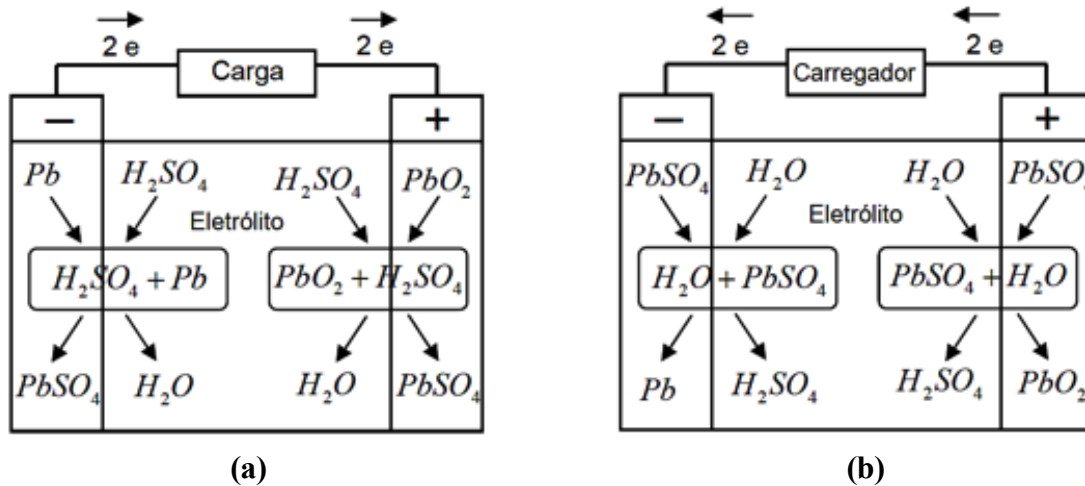 2 e 2 e
Carga
− +
Pb H₂SO₄ H₂SO₄ PbO₂
Eletrólito
H₂SO₄ + Pb PbO₂ + H₂SO₄
PbSO₄ H₂O H₂O PbSO₄
(a)
2 e 2 e
Carregador
− +
PbSO₄ H₂O H₂O PbSO₄
Eletrólito
H₂O + PbSO₄ PbSO₄ + H₂O
Pb H₂SO₄ H₂SO₄ PbO₂
(b)